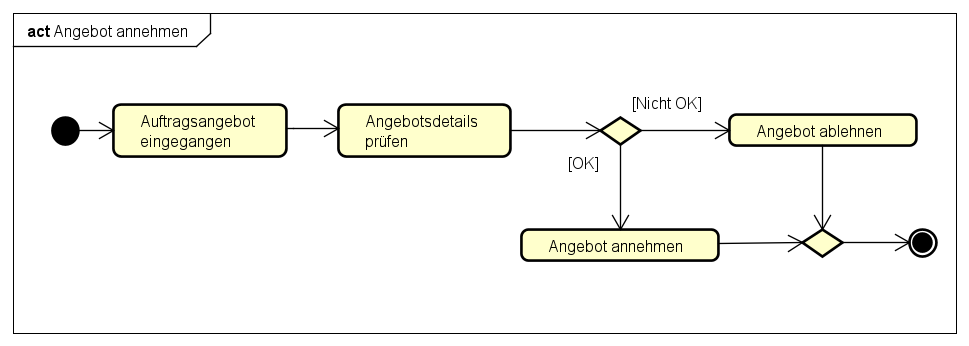 act Angebot annehmen
[Nicht OK]
Auftragsangebot
eingegangen
Angebotsdetails
prüfen
Angebot ablehnen
[OK]
Angebot annehmen